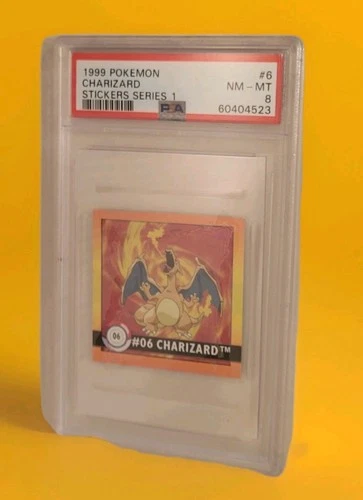 1999 POKEMON #6
CHARIZARD NM - MT
STICKERS SERIES 1 8
PSA 60404523
06
#06 CHARIZARD™